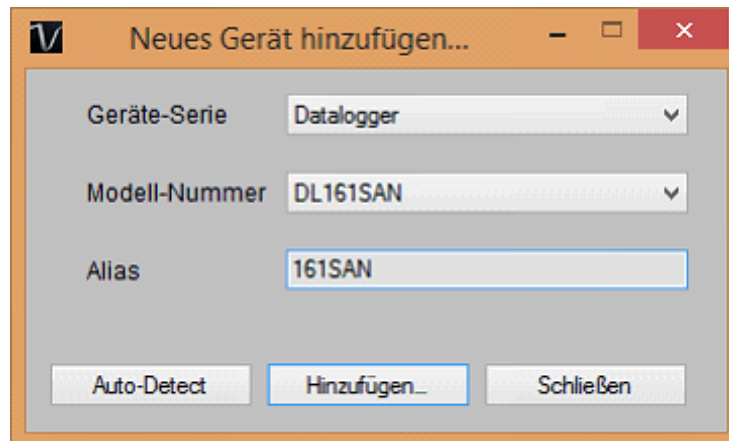 Neues Gerät hinzufügen...
Geräte-Serie Datalogger
Modell-Nummer DL161SAN
Alias 161SAN
Auto-Detect Hinzufügen... Schließen